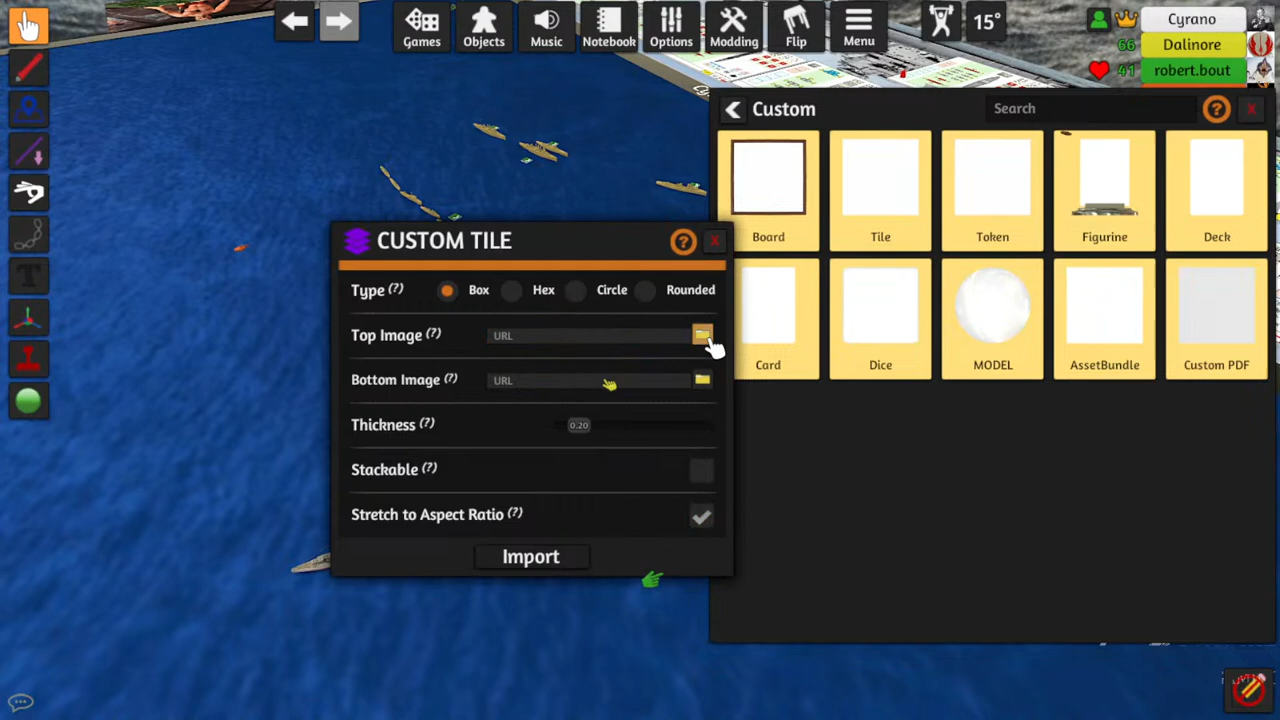 Games
Objects
Music
Notebook
Options
Modding
Flip
Menu
15°
Cyrano
66
Dalinore
41
robert.bout
Custom
Search
?
X
Board
Tile
Token
Figurine
Deck
Card
Dice
MODEL
AssetBundle
Custom PDF
CUSTOM TILE
?
X
Type (?)
Box
Hex
Circle
Rounded
Top Image (?)
URL
Bottom Image (?)
URL
Thickness (?)
0.20
Stackable (?)
Stretch to Aspect Ratio (?)
Import
T